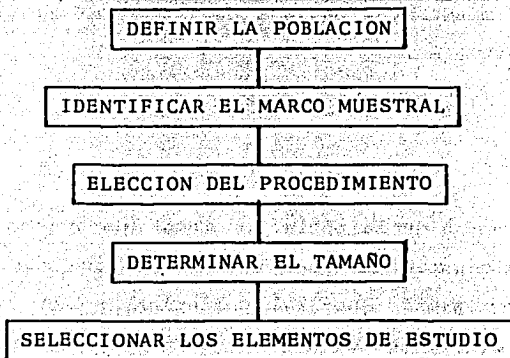 DEFINIR LA POBLACION
IDENTIFICAR EL MARCO MUESTRAL
ELECCION DEL PROCEDIMIENTO
DETERMINAR EL TAMAÑO
SELECCIONAR LOS ELEMENTOS DE ESTUDIO